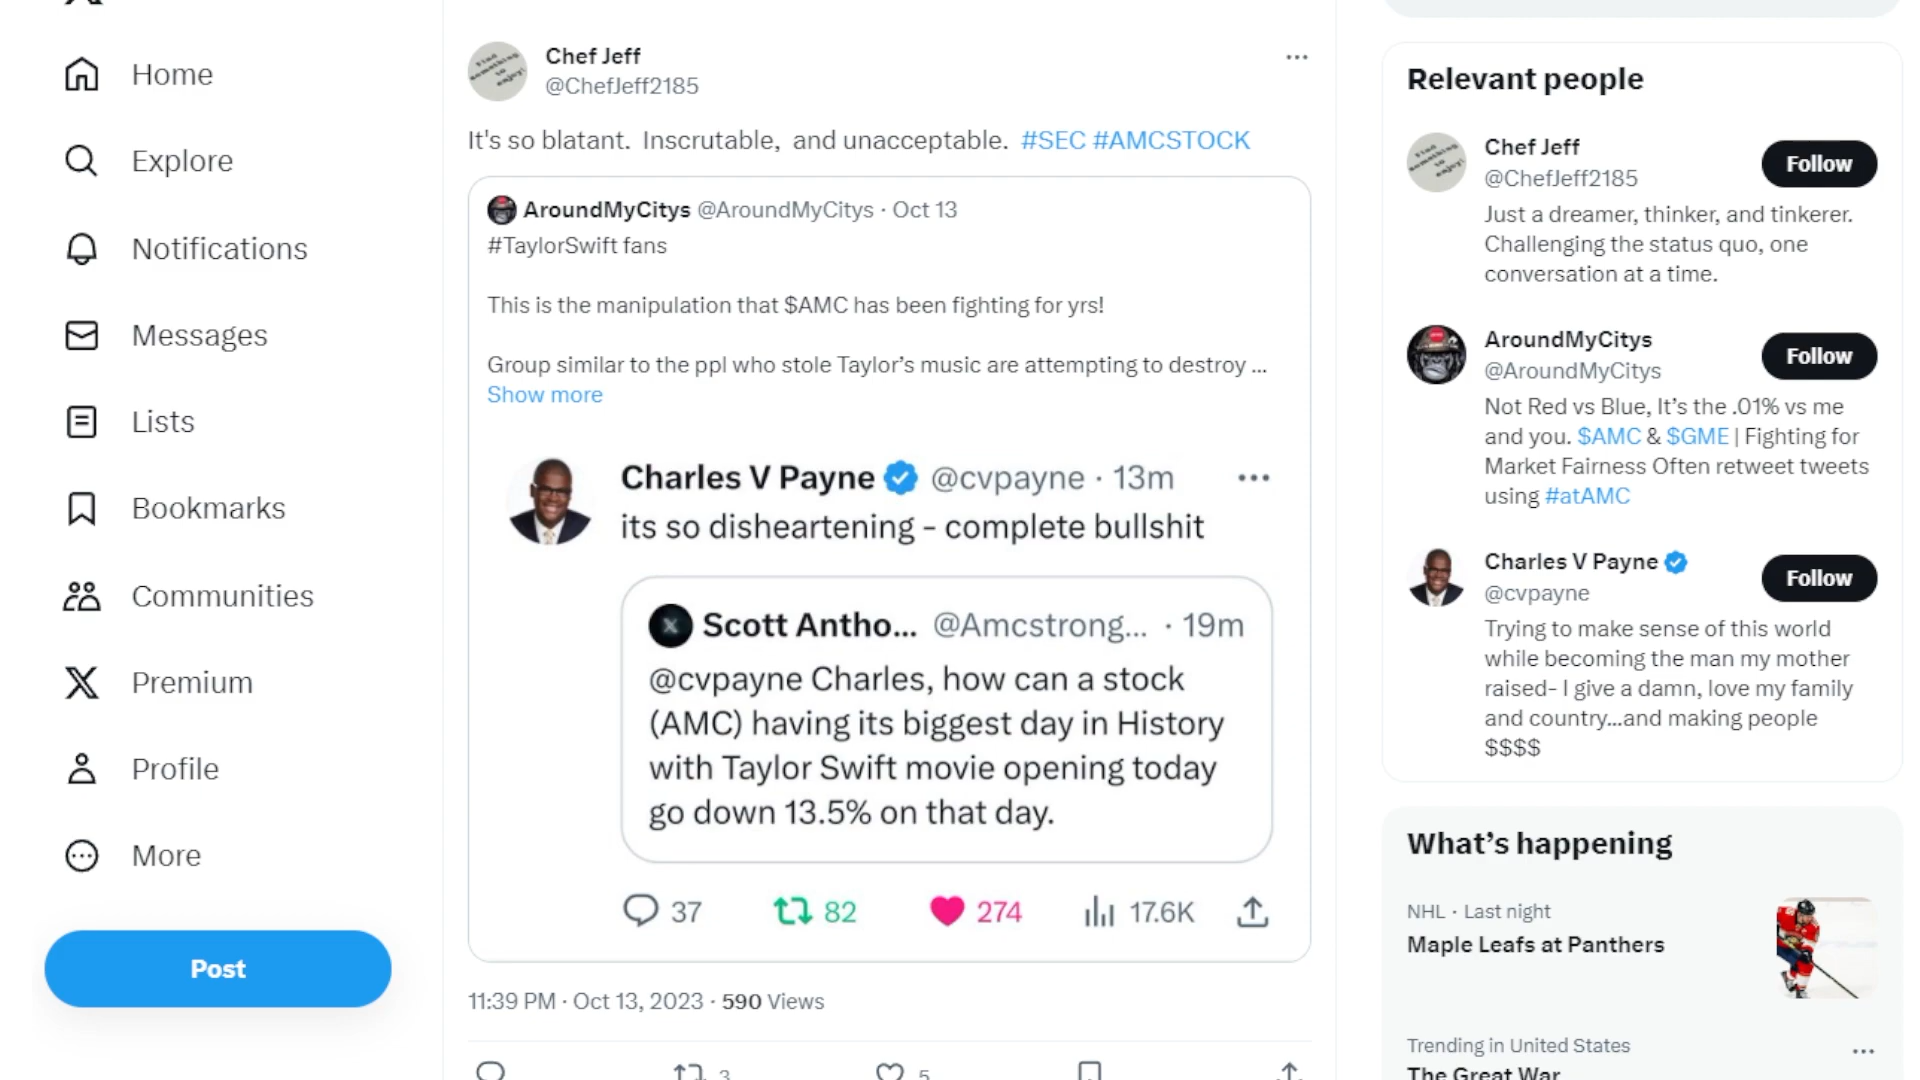 Home
Explore
Notifications
Messages
Lists
Bookmarks
Communities
Premium
Profile
More
Post
Chef Jeff
@ChefJeff2185
It's so blatant. Inscrutable, and unacceptable. #SEC #AMCSTOCK
AroundMyCitys @AroundMyCitys · Oct 13
#TaylorSwift fans
This is the manipulation that $AMC has been fighting for yrs!
Group similar to the ppl who stole Taylor's music are attempting to destroy ...
Show more
Charles V Payne @cvpayne · 13m
its so disheartening - complete bullshit
Scott Antho... @Amcstrong... · 19m
@cvpayne Charles, how can a stock
(AMC) having its biggest day in History
with Taylor Swift movie opening today
go down 13.5% on that day.
37 82 274 17.6K
11:39 PM · Oct 13, 2023 · 590 Views
3 5
Relevant people
Chef Jeff
@ChefJeff2185
Follow
Just a dreamer, thinker, and tinkerer.
Challenging the status quo, one
conversation at a time.
AroundMyCitys
@AroundMyCitys
Follow
Not Red vs Blue, It's the .01% vs me
and you. $AMC & $GME | Fighting for
Market Fairness Often retweet tweets
using #atAMC
Charles V Payne
@cvpayne
Follow
Trying to make sense of this world
while becoming the man my mother
raised- I give a damn, love my family
and country...and making people
$$$$
What's happening
NHL · Last night
Maple Leafs at Panthers
Trending in United States
The Great War